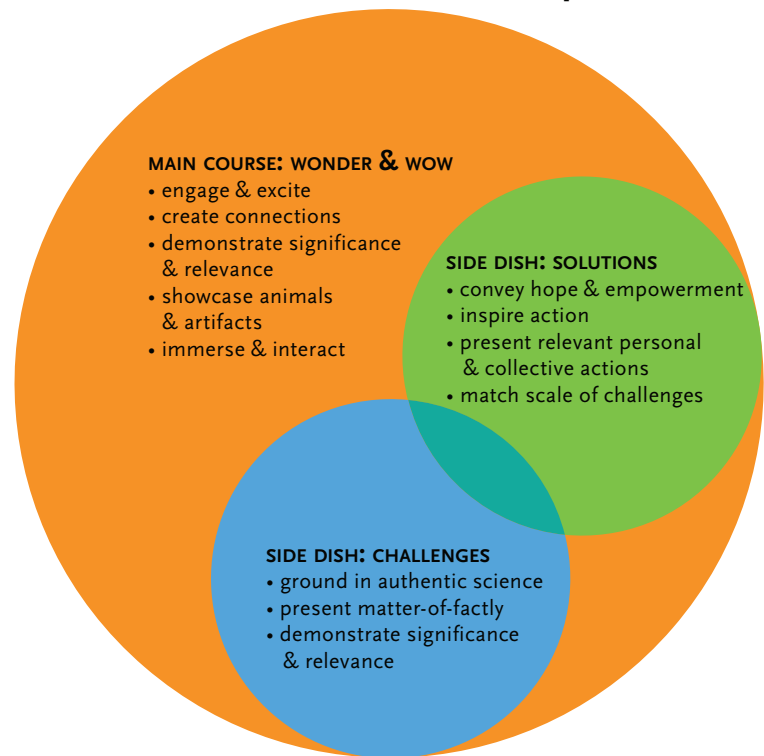 MAIN COURSE: WONDER & WOW
• engage & excite
• create connections
• demonstrate significance
& relevance
• showcase animals
& artifacts
• immerse & interact
SIDE DISH: SOLUTIONS
• convey hope & empowerment
• inspire action
• present relevant personal
& collective actions
• match scale of challenges
SIDE DISH: CHALLENGES
• ground in authentic science
• present matter-of-factly
• demonstrate significance
& relevance